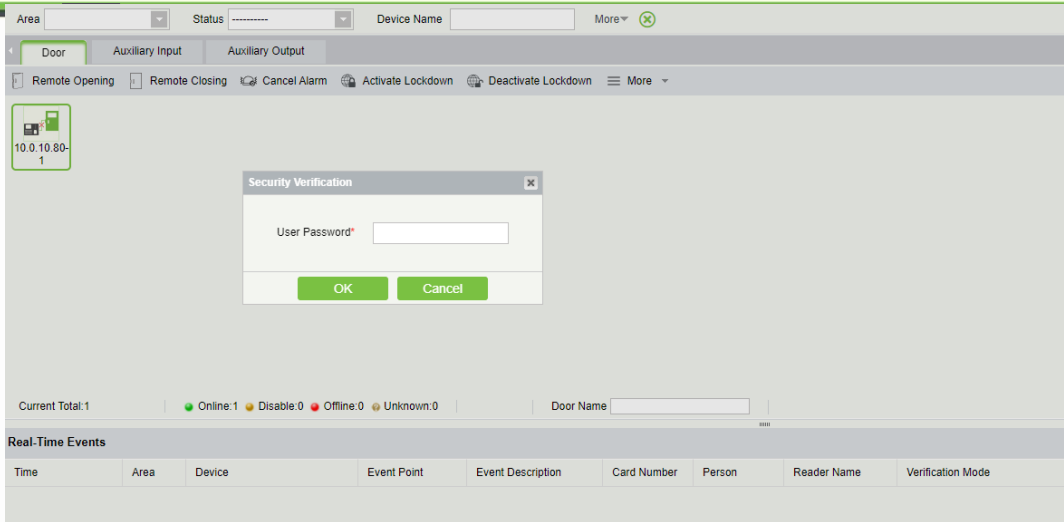 Area Status ---------- Device Name More
Door Auxiliary Input Auxiliary Output
Remote Opening Remote Closing Cancel Alarm Activate Lockdown Deactivate Lockdown More
10.0.10.80-
1
Security Verification
User Password*
OK Cancel
Current Total:1 Online:1 Disable:0 Offline:0 Unknown:0 Door Name
Real-Time Events
Time Area Device Event Point Event Description Card Number Person Reader Name Verification Mode